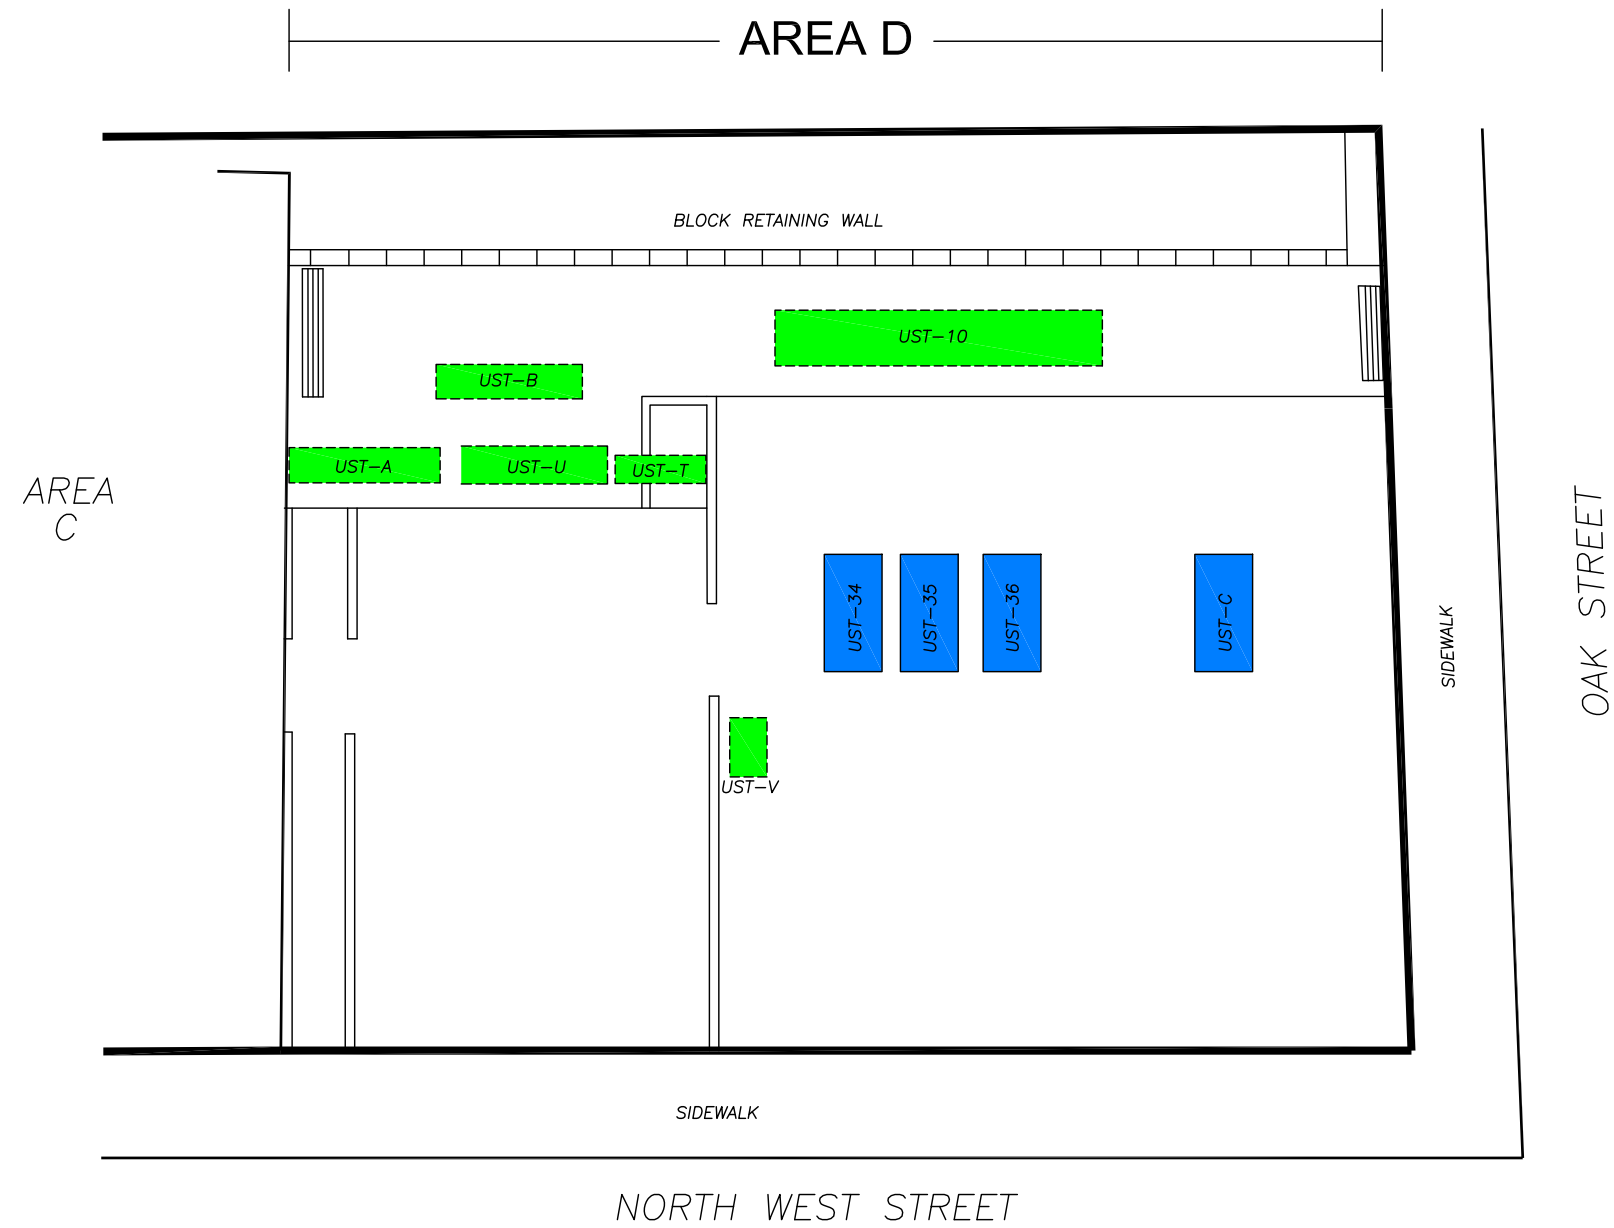 AREA D
BLOCK RETAINING WALL
UST-10
UST-B
UST-A
UST-U
UST-T
AREA
C
UST-34
UST-35
UST-36
UST-C
SIDEWALK
OAK STREET
UST-V
SIDEWALK
NORTH WEST STREET